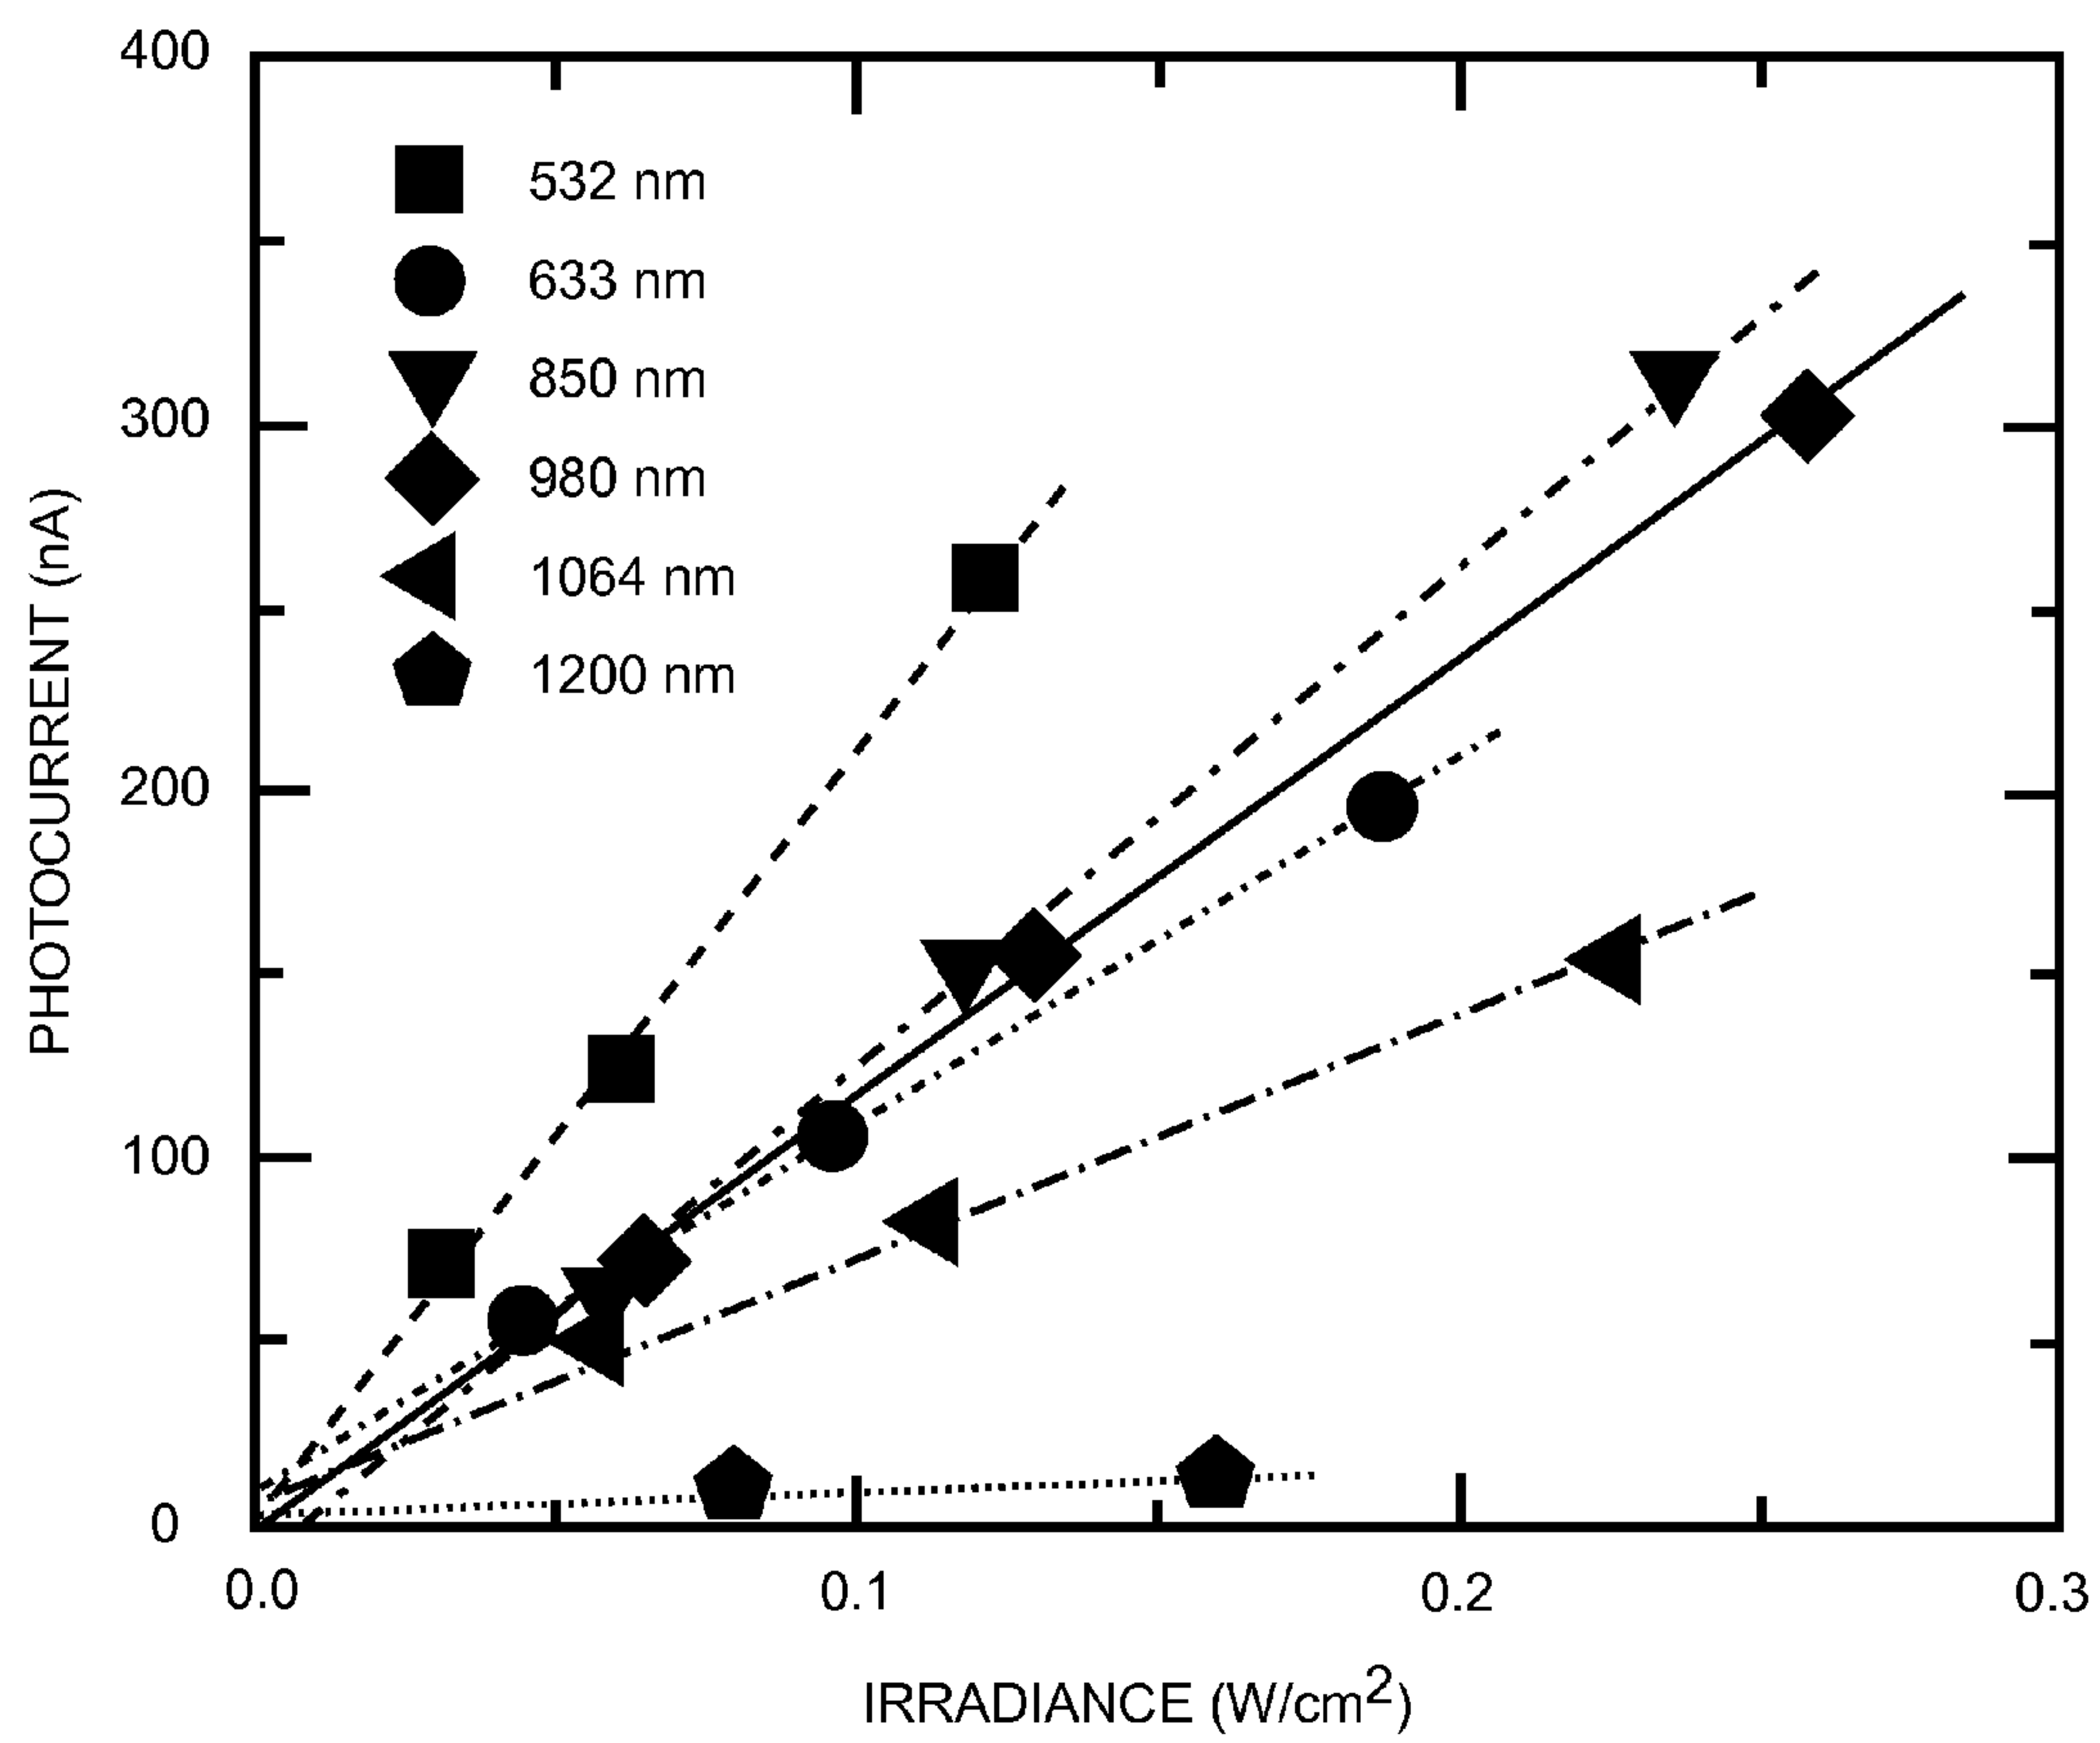 400
300
200
100
0
PHOTOCURRENT (nA)
532 nm
633 nm
850 nm
980 nm
1064 nm
1200 nm
0.0 0.1 0.2 0.3
IRRADIANCE (W/cm²)